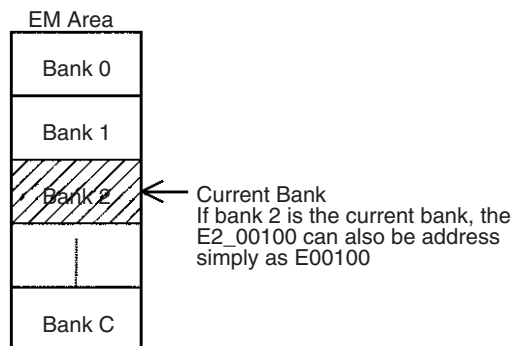 EM Area
Bank 0
Bank 1
Bank 2
Current Bank
If bank 2 is the current bank, the
E2_00100 can also be address
simply as E00100
Bank C